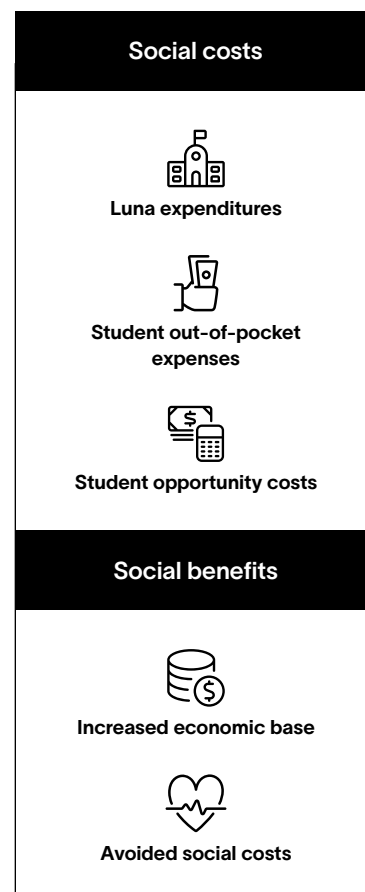 Social costs
Luna expenditures
Student out-of-pocket
expenses
$
Student opportunity costs
Social benefits
$
Increased economic base
Avoided social costs